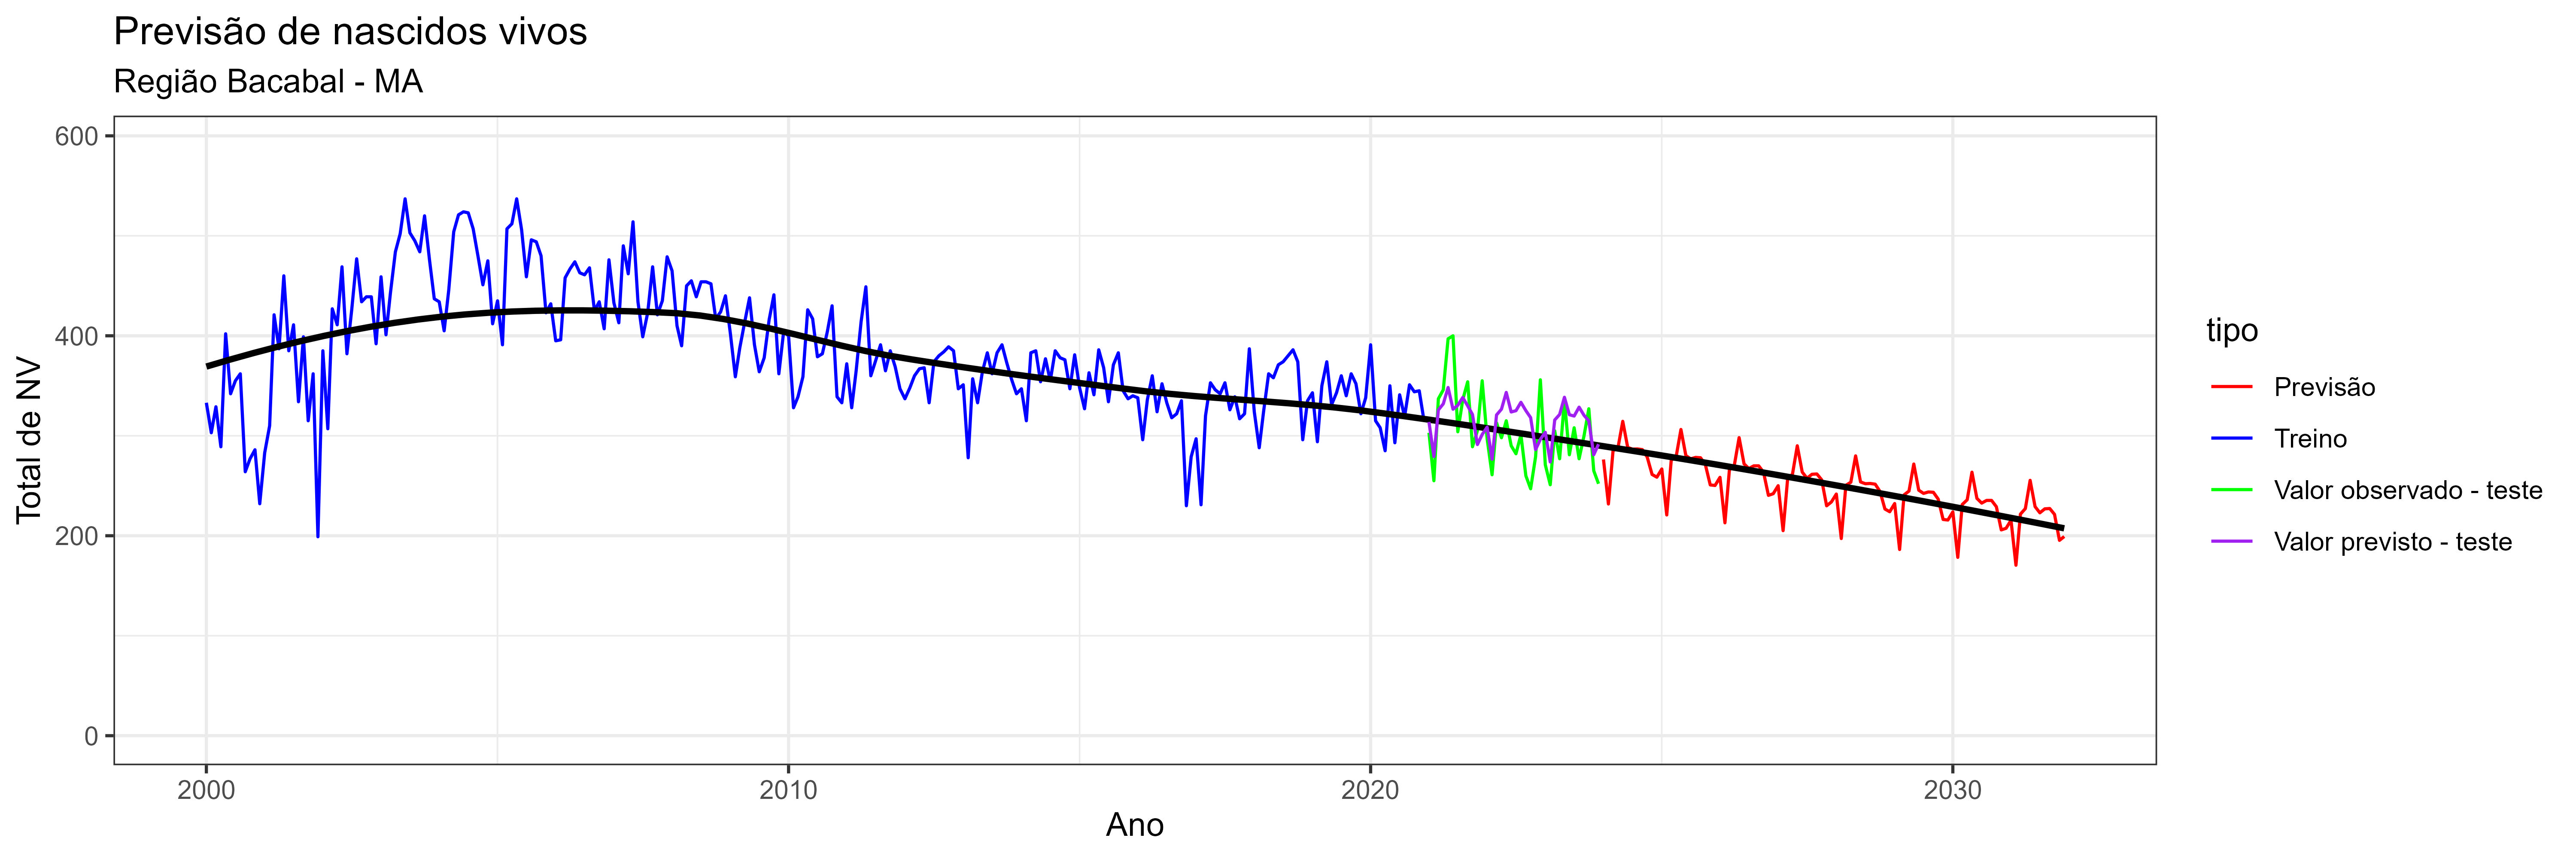 Previsão de nascidos vivos
Região Bacabal - MA
Total de NV
600
400
200
0
2000
2010
2020
2030
Ano
tipo
Previsão
Treino
Valor observado - teste
Valor previsto - teste